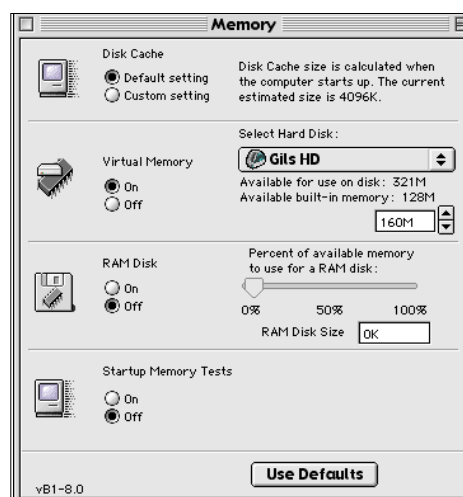 Memory
Disk Cache
Default setting
Custom setting
Disk Cache size is calculated when
the computer starts up. The current
estimated size is 4096K.
Select Hard Disk:
Gils HD
Virtual Memory
On
Off
Available for use on disk: 321M
Available built-in memory: 128M
160M
RAM Disk
On
Off
Percent of available memory
to use for a RAM disk:
0% 50% 100%
RAM Disk Size 0K
Startup Memory Tests
On
Off
Use Defaults
vB1-8.0